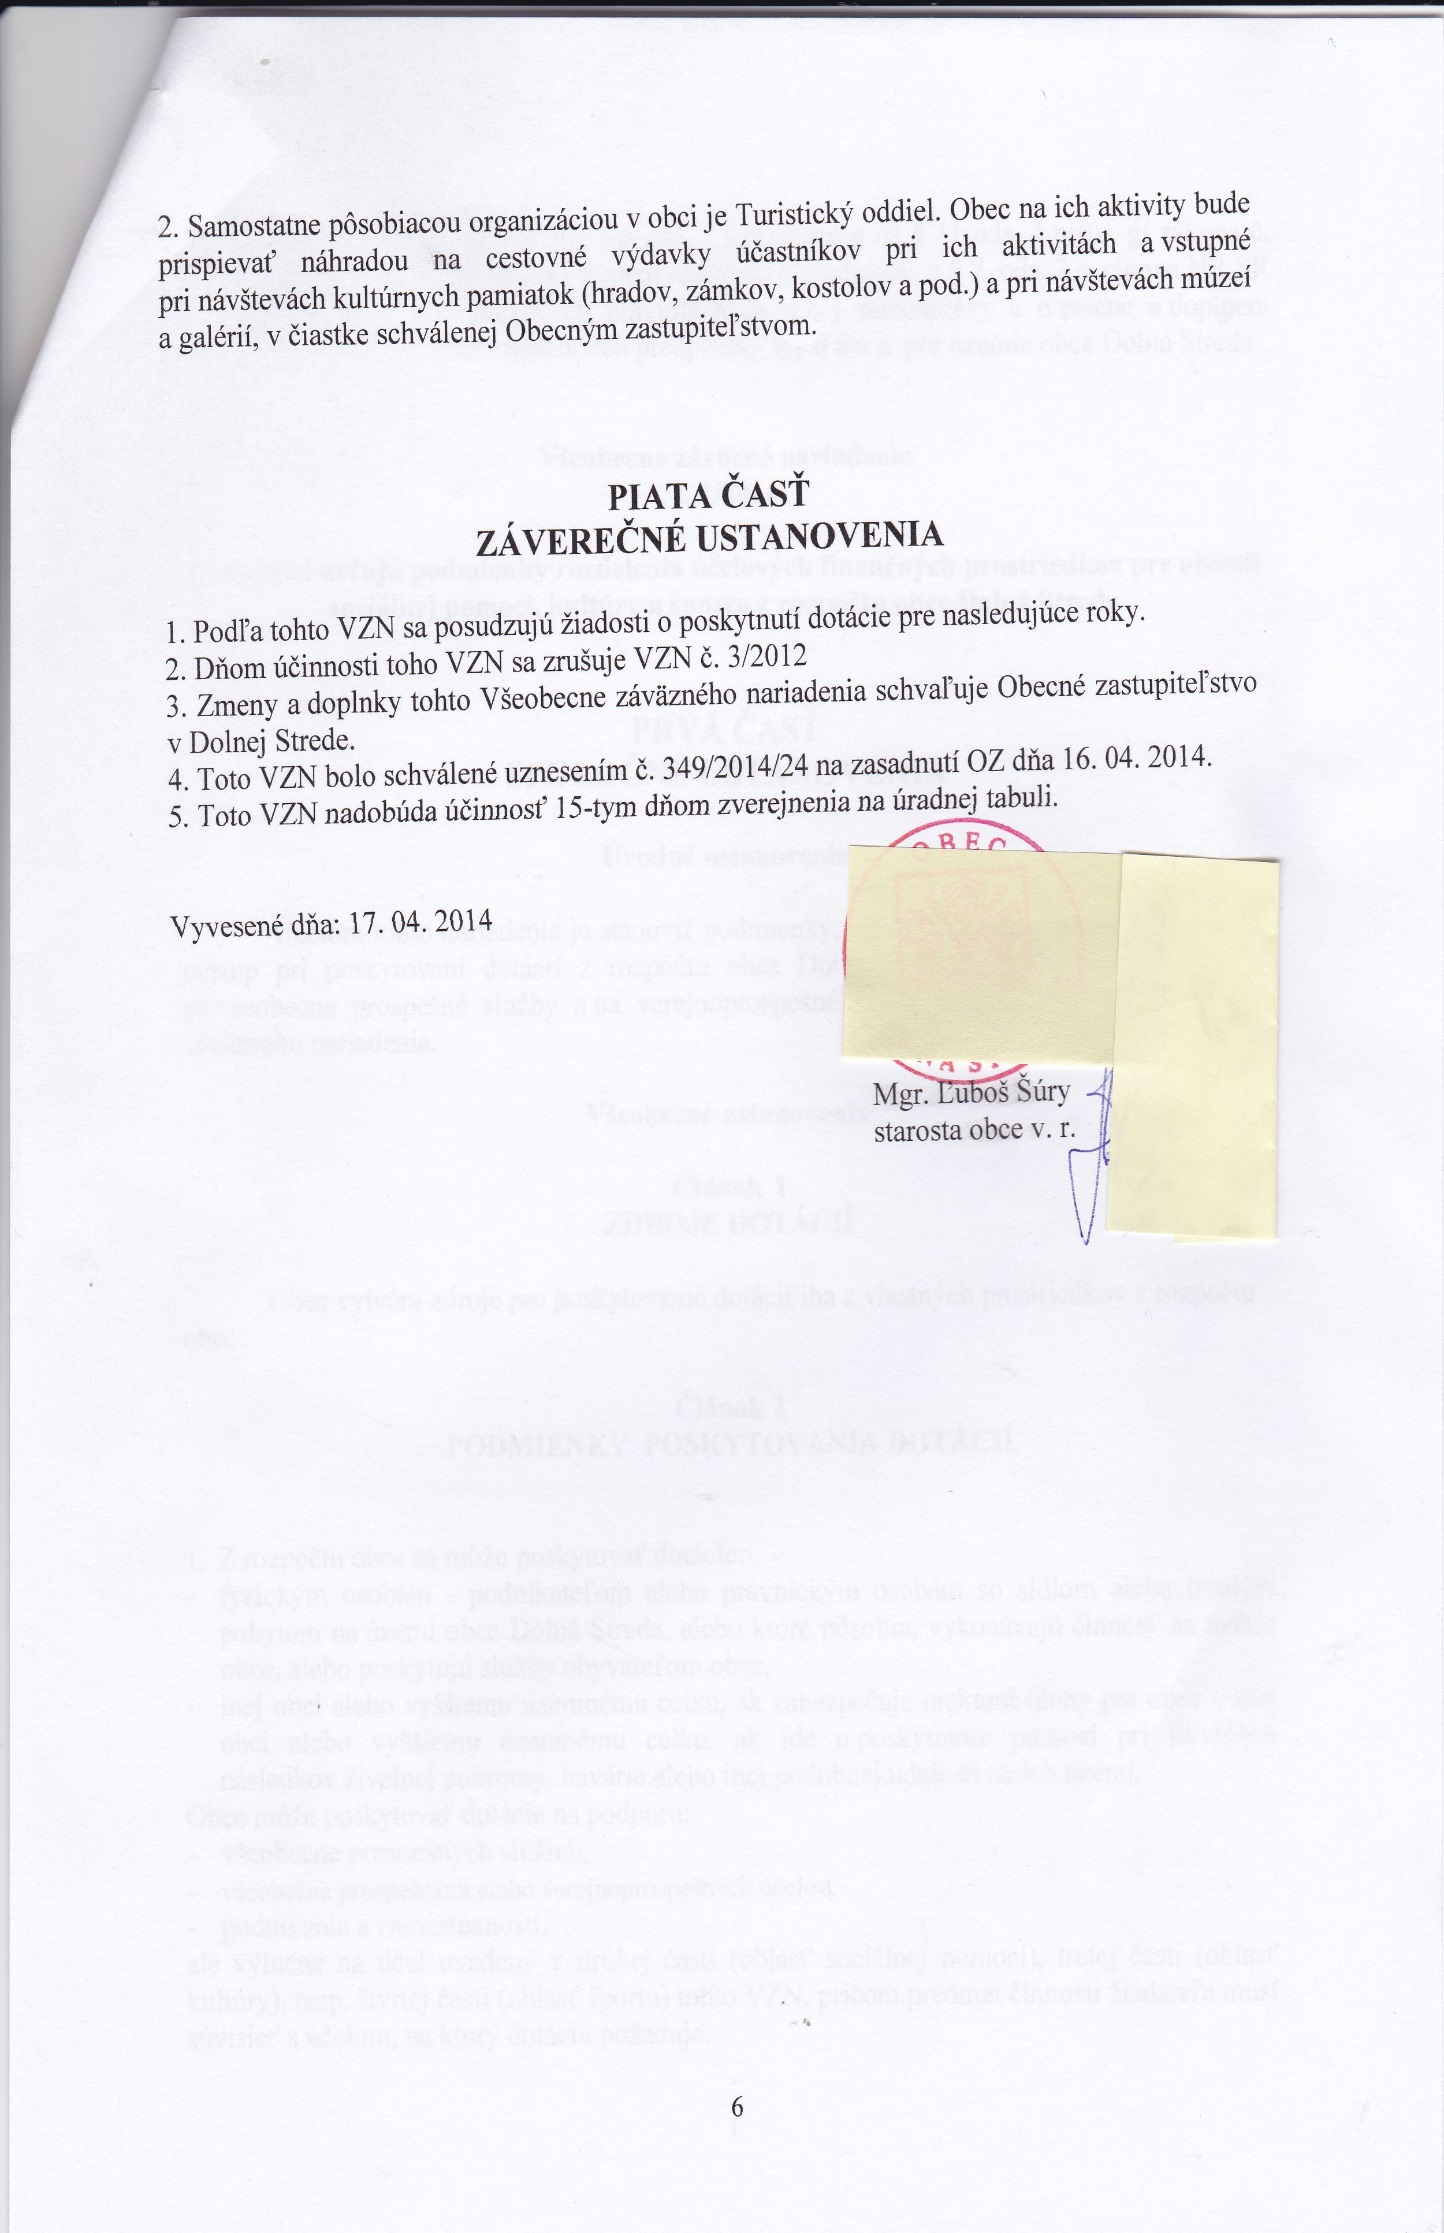 2. Samostatne pôsobiacou organizáciou v obci je Turistický oddiel. Obec na ich aktivity bude
prispievať náhradou na cestovné výdavky účastníkov pri ich aktivitách a vstupné
pri návštevách kultúrnych pamiatok (hradov, zámkov, kostolov a pod.) a pri návštevách múzeí
a galérií, v čiastke schválenej Obecným zastupiteľstvom.
PIATA ČASŤ
ZÁVEREČNÉ USTANOVENIA
1. Podľa tohto VZN sa posudzujú žiadosti o poskytnutí dotácie pre nasledujúce roky.
2. Dňom účinnosti toho VZN sa zrušuje VZN č. 3/2012
3. Zmeny a doplnky tohto Všeobecne záväzného nariadenia schvaľuje Obecné zastupiteľstvo
v Dolnej Strede.
4. Toto VZN bolo schválené uznesením č. 349/2014/24 na zasadnutí OZ dňa 16. 04. 2014.
5. Toto VZN nadobúda účinnosť 15-tym dňom zverejnenia na úradnej tabuli.
OBEC
Vyvesené dňa: 17. 04. 2014
Mgr. Ľuboš Šúry
starosta obce v. r.
6